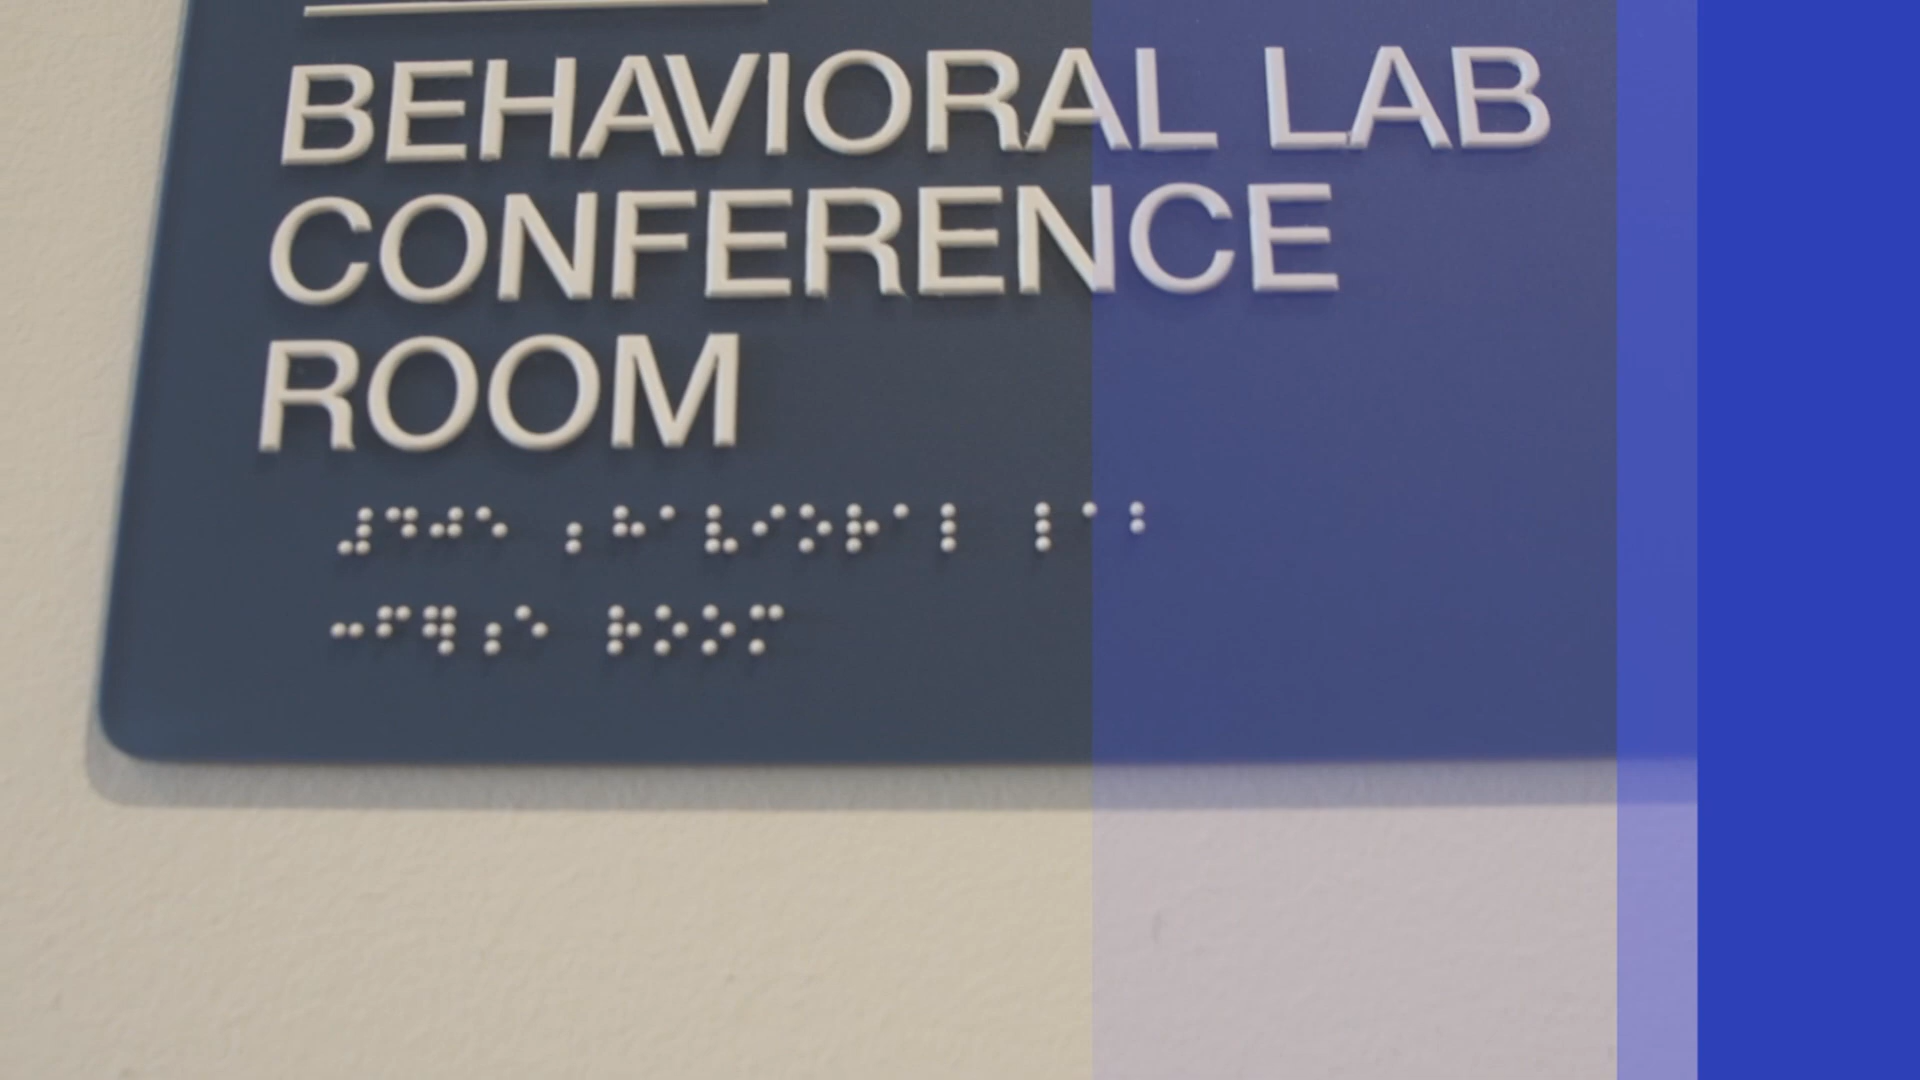 BEHAVIORAL LAB
CONFERENCE
ROOM
⠼⠙⠚⠑ ⠆⠓⠁⠧⠊⠕⠗⠁⠇ ⠇⠁⠃
⠒⠋⠻⠰⠑ ⠗⠕⠕⠍